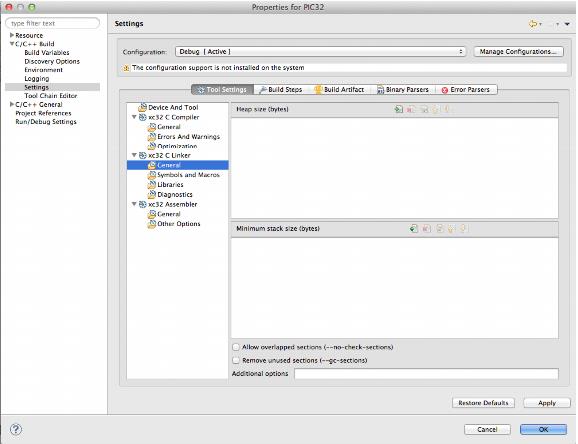 Properties for PIC32
type filter text
Resource
C/C++ Build
Build Variables
Discovery Options
Environment
Logging
Settings
Tool Chain Editor
C/C++ General
Project References
Run/Debug Settings
Settings
Configuration: Debug [ Active ] Manage Configurations...
The configuration support is not installed on the system
Tool Settings Build Steps Build Artifact Binary Parsers Error Parsers
Device And Tool
xc32 C Compiler
General
Errors And Warnings
Optimization
xc32 C Linker
General
Symbols and Macros
Libraries
Diagnostics
xc32 Assembler
General
Other Options
Heap size (bytes)
Minimum stack size (bytes)
Allow overlapped sections (--no-check-sections)
Remove unused sections (--gc-sections)
Additional options
Restore Defaults Apply
? Cancel OK